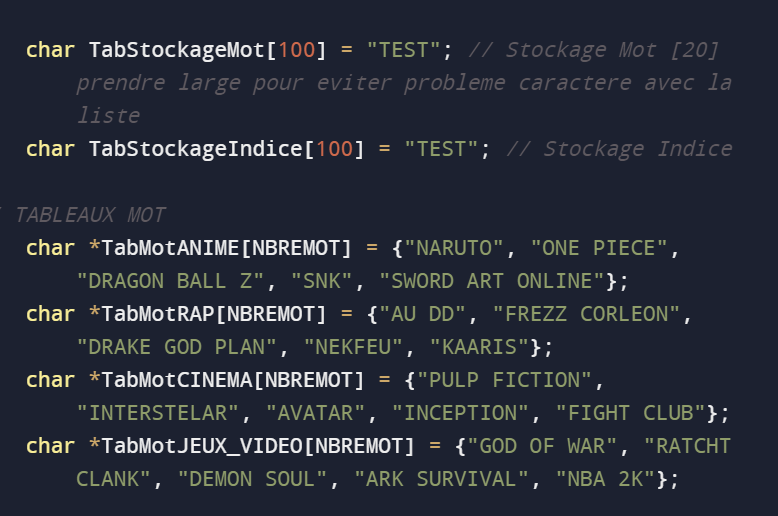 char TabStockageMot[100] = "TEST"; // Stockage Mot [20]
prendre large pour eviter probleme caractere avec la
liste
char TabStockageIndice[100] = "TEST"; // Stockage Indice
TABLEAUX MOT
char *TabMotANIME[NBREMOT] = {"NARUTO", "ONE PIECE",
"DRAGON BALL Z", "SNK", "SWORD ART ONLINE"};
char *TabMotRAP[NBREMOT] = {"AU DD", "FREZZ CORLEON",
"DRAKE GOD PLAN", "NEKFEU", "KAARIS"};
char *TabMotCINEMA[NBREMOT] = {"PULP FICTION",
"INTERSTELAR", "AVATAR", "INCEPTION", "FIGHT CLUB"};
char *TabMotJEUX_VIDEO[NBREMOT] = {"GOD OF WAR", "RATCHT
CLANK", "DEMON SOUL", "ARK SURVIVAL", "NBA 2K"};